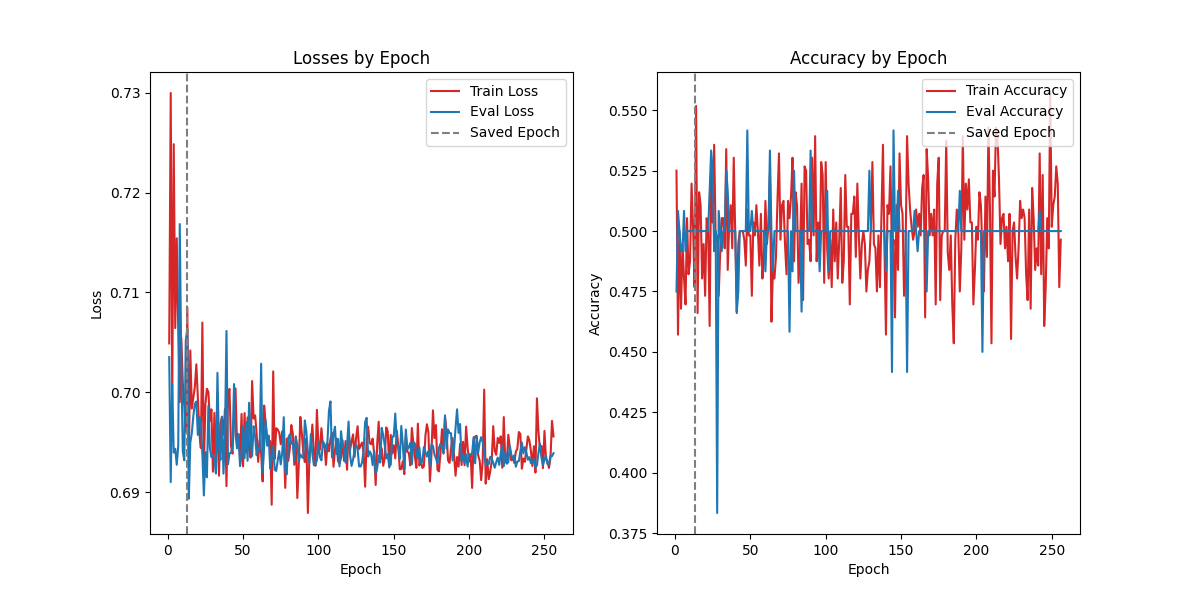 Losses by Epoch
Train Loss
Eval Loss
Saved Epoch
0.73
0.72
0.71
0.70
0.69
Loss
0
50
100
150
200
250
Epoch
Accuracy by Epoch
Train Accuracy
Eval Accuracy
Saved Epoch
0.550
0.525
0.500
0.475
0.450
0.425
0.400
0.375
Accuracy
0
50
100
150
200
250
Epoch